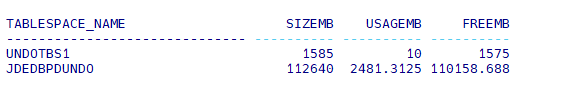 TABLESPACE_NAME SIZEMB USAGEMB FREEMB
------------------------------ ---------- ---------- ----------
UNDOTBS1 1585 10 1575
JDEDBPDUNDO 112640 2481.3125 110158.688